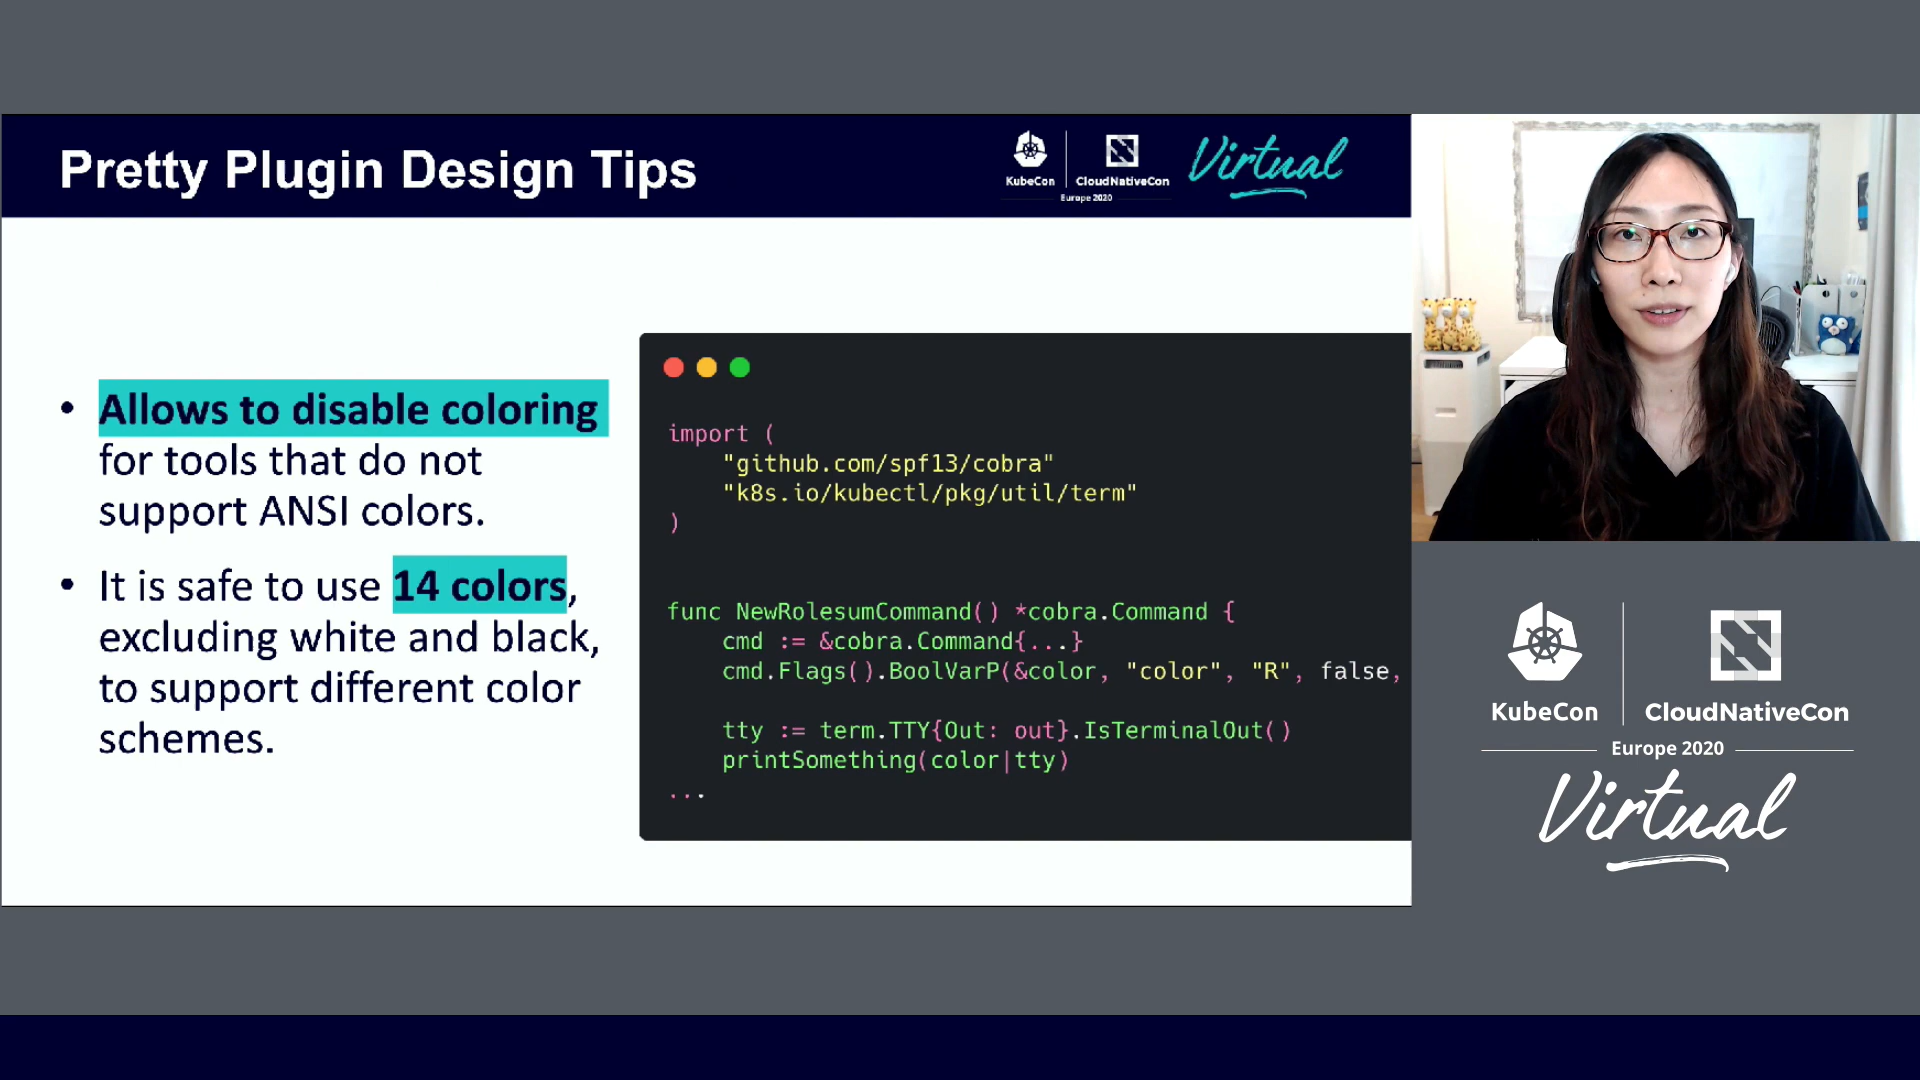 Pretty Plugin Design Tips
KubeCon
CloudNativeCon
Europe 2020
Virtual
• Allows to disable coloring
for tools that do not
support ANSI colors.
• It is safe to use 14 colors,
excluding white and black,
to support different color
schemes.
import (
"github.com/spf13/cobra"
"k8s.io/kubectl/pkg/util/term"
)
func NewRolesumCommand() *cobra.Command {
cmd := &cobra.Command{...}
cmd.Flags().BoolVarP(&color, "color", "R", false,
tty := term.TTY{Out: out}.IsTerminalOut()
printSomething(color|tty)
...
KubeCon
CloudNativeCon
Europe 2020
Virtual